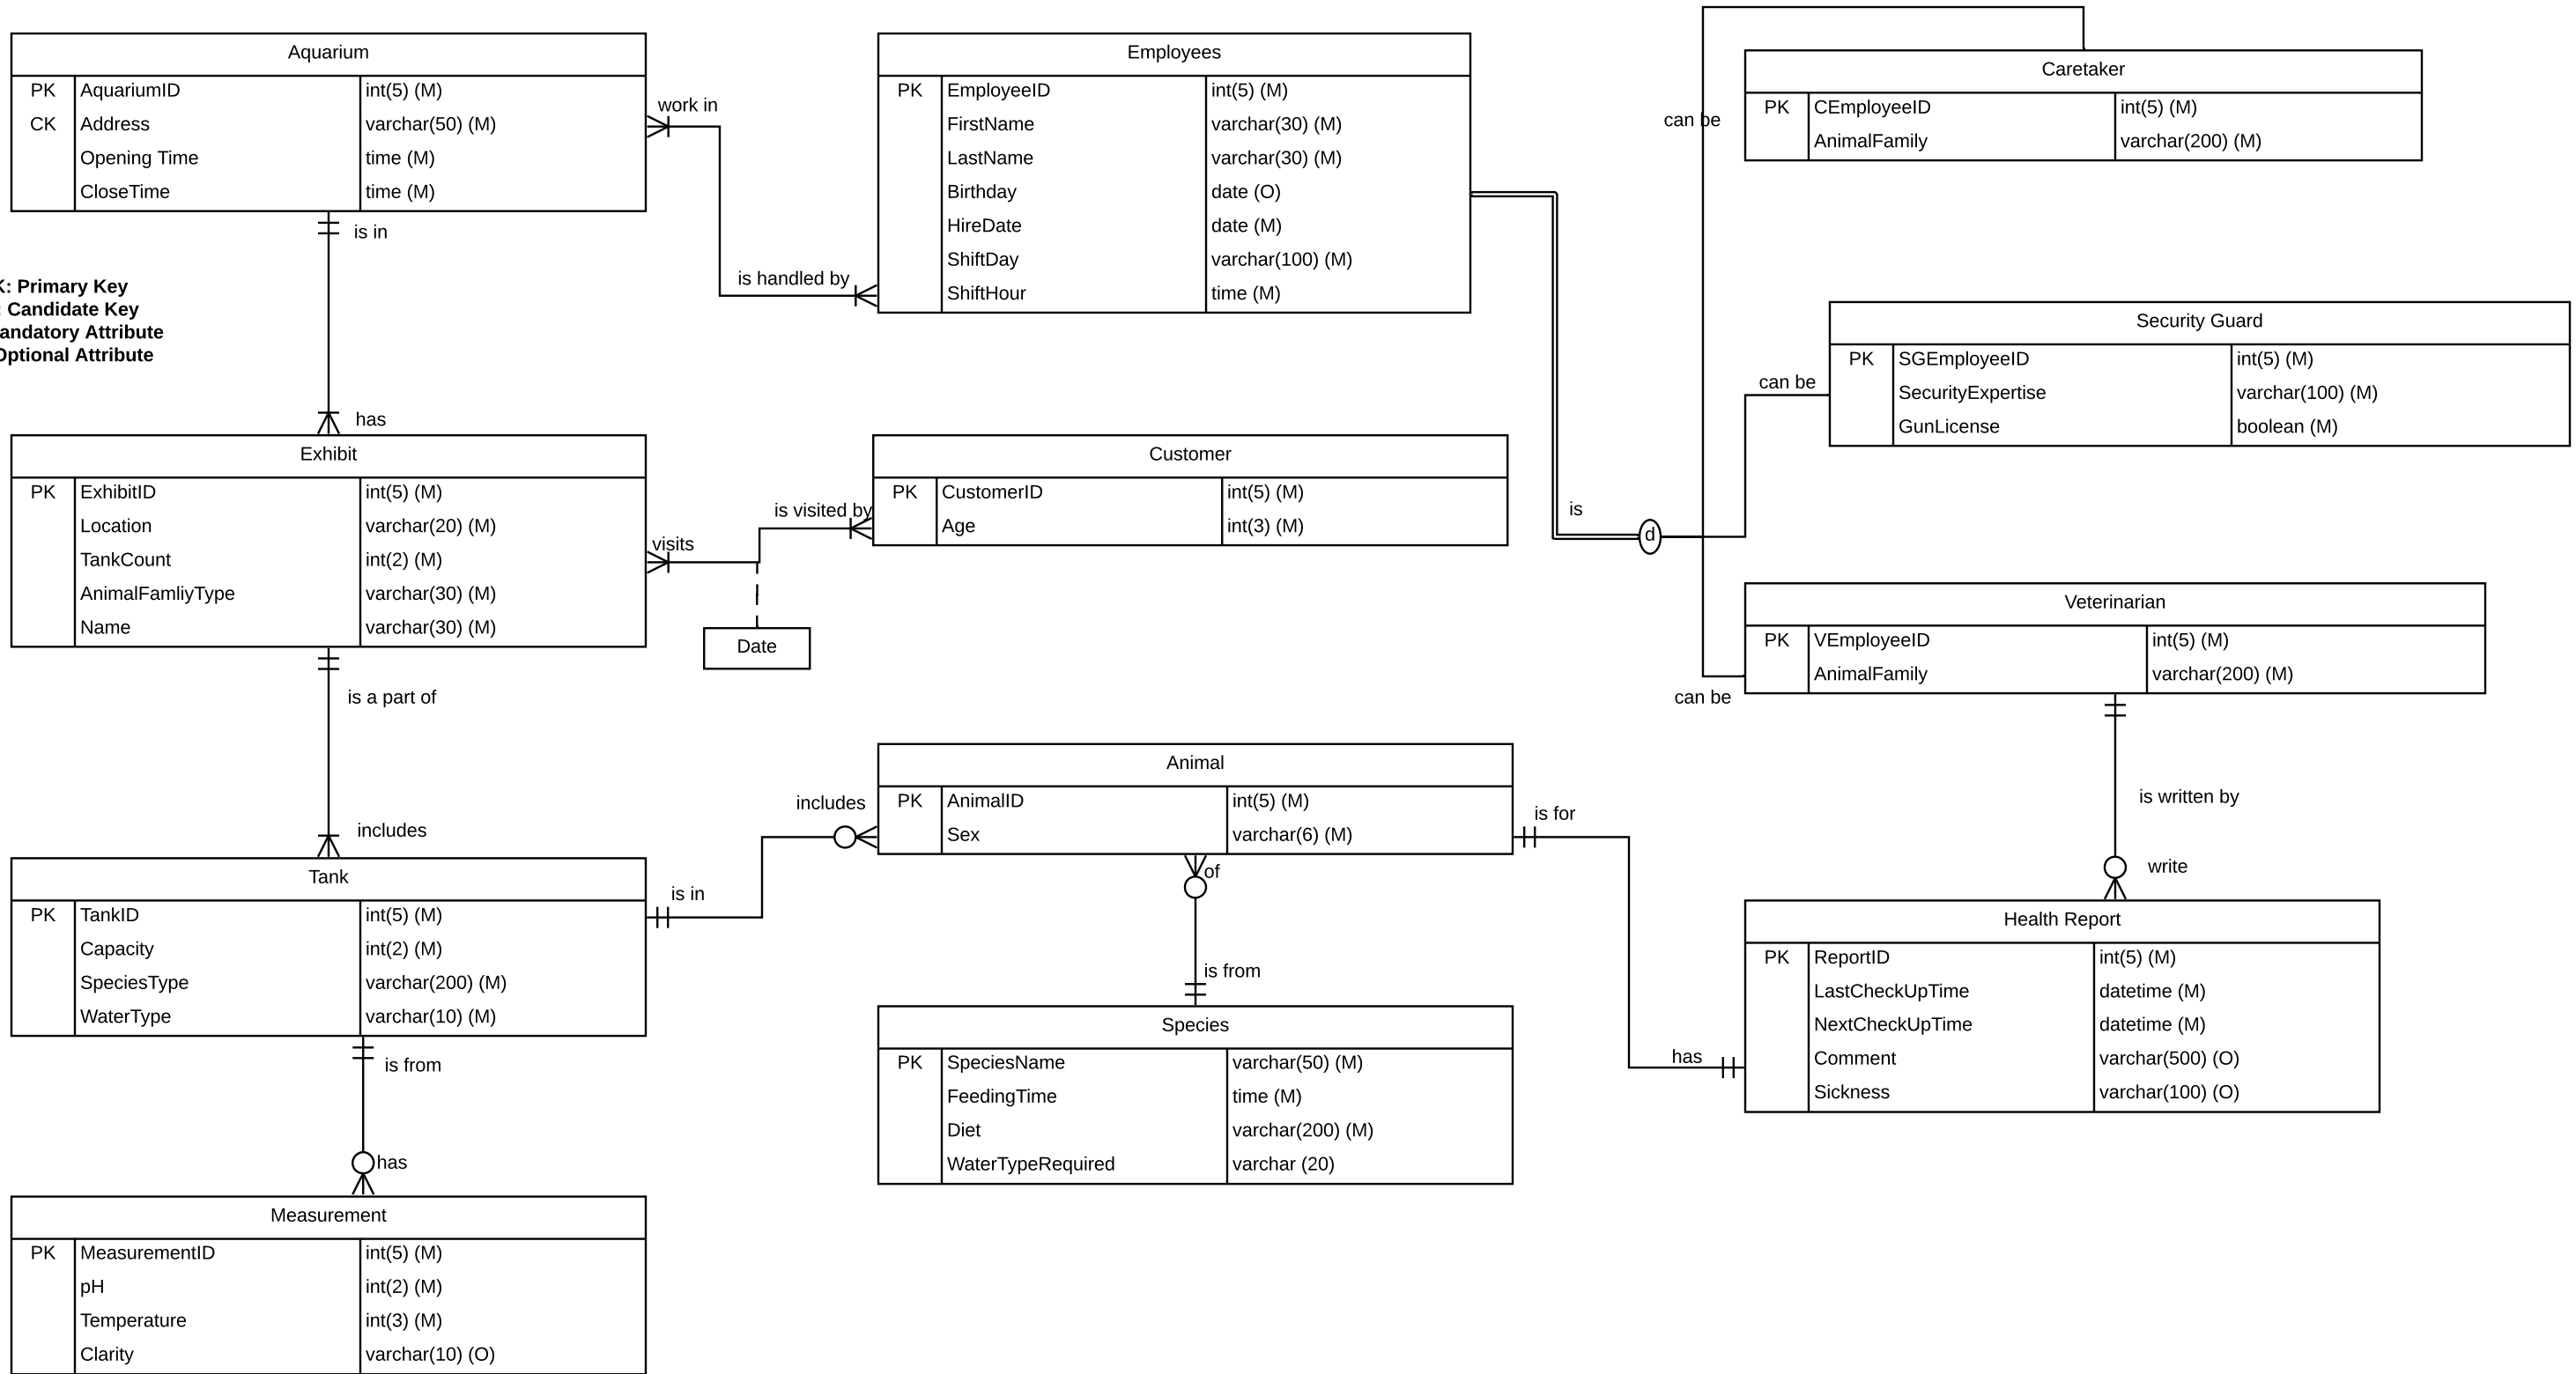 Aquarium
PK AquariumID int(5) (M)
CK Address varchar(50) (M)
Opening Time time (M)
CloseTime time (M)
work in
is handled by
is in
has
K: Primary Key
: Candidate Key
andatory Attribute
Optional Attribute
Employees
PK EmployeeID int(5) (M)
FirstName varchar(30) (M)
LastName varchar(30) (M)
Birthday date (O)
HireDate date (M)
ShiftDay varchar(100) (M)
ShiftHour time (M)
is
d
can be
Caretaker
PK CEmployeeID int(5) (M)
AnimalFamily varchar(200) (M)
can be
Security Guard
PK SGEmployeeID int(5) (M)
SecurityExpertise varchar(100) (M)
GunLicense boolean (M)
Exhibit
PK ExhibitID int(5) (M)
Location varchar(20) (M)
TankCount int(2) (M)
AnimalFamliyType varchar(30) (M)
Name varchar(30) (M)
visits
is visited by
Date
Customer
PK CustomerID int(5) (M)
Age int(3) (M)
can be
Veterinarian
PK VEmployeeID int(5) (M)
AnimalFamily varchar(200) (M)
is written by
write
is a part of
includes
Tank
PK TankID int(5) (M)
Capacity int(2) (M)
SpeciesType varchar(200) (M)
WaterType varchar(10) (M)
is in
includes
Animal
PK AnimalID int(5) (M)
Sex varchar(6) (M)
is for
has
of
is from
Species
PK SpeciesName varchar(50) (M)
FeedingTime time (M)
Diet varchar(200) (M)
WaterTypeRequired varchar (20)
Health Report
PK ReportID int(5) (M)
LastCheckUpTime datetime (M)
NextCheckUpTime datetime (M)
Comment varchar(500) (O)
Sickness varchar(100) (O)
is from
has
Measurement
PK MeasurementID int(5) (M)
pH int(2) (M)
Temperature int(3) (M)
Clarity varchar(10) (O)